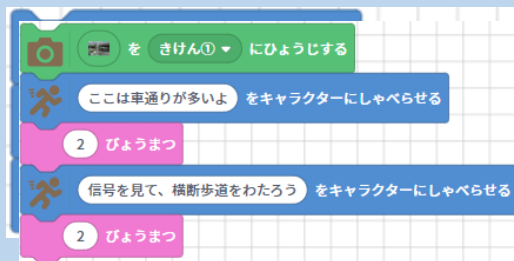 を きけん① にひょうじする
ここは車通りが多いよ をキャラクターにしゃべらせる
2 びょうまつ
信号を見て、横断歩道をわたろう をキャラクターにしゃべらせる
2 びょうまつ